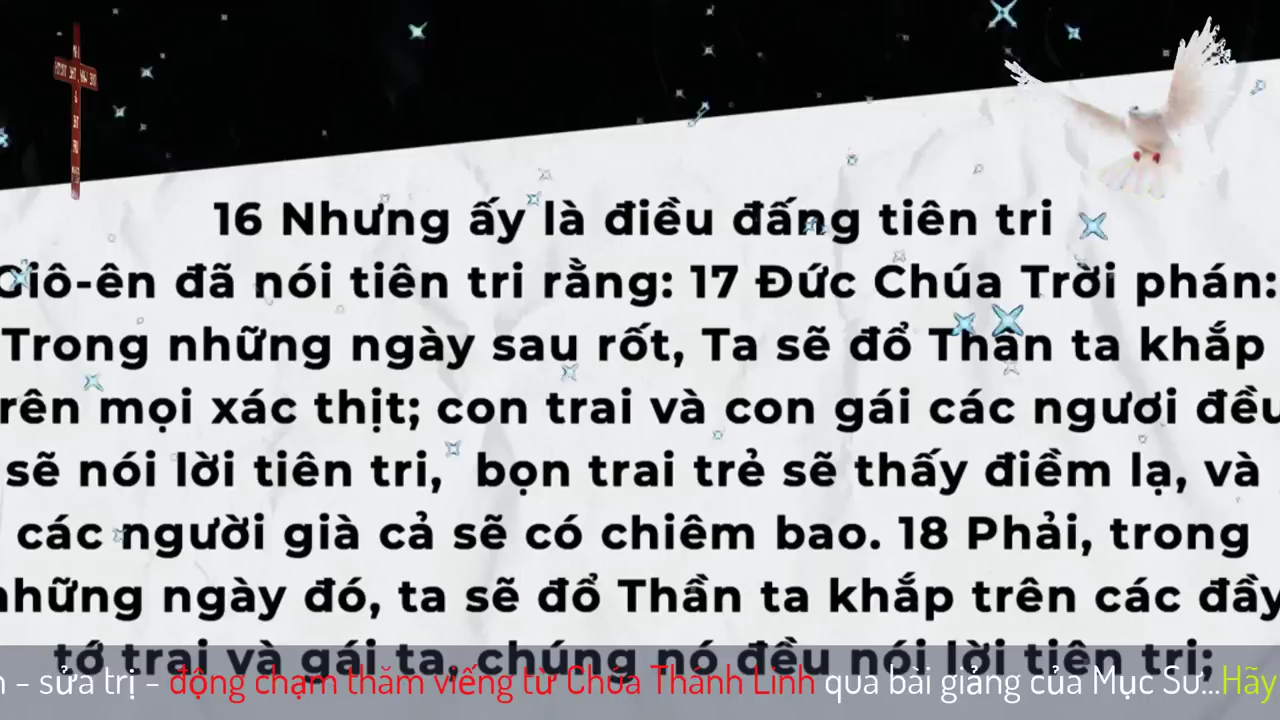 16 Nhưng ấy là điều đấng tiên tri
Giô-ên đã nói tiên tri rằng: 17 Đức Chúa Trời phán:
Trong những ngày sau rốt, Ta sẽ đổ Thần ta khắp
rên mọi xác thịt; con trai và con gái các ngươi đều
sẽ nói lời tiên tri, bọn trai trẻ sẽ thấy điềm lạ, và
các người già cả sẽ có chiêm bao. 18 Phải, trong
những ngày đó, ta sẽ đổ Thần ta khắp trên các đầy
tớ trai và gái ta, chúng nó đều nói lời tiên tri;
n - sửa trị - động chạm thăm viếng từ Chúa Thánh Linh qua bài giảng của Mục Sư...Hãy